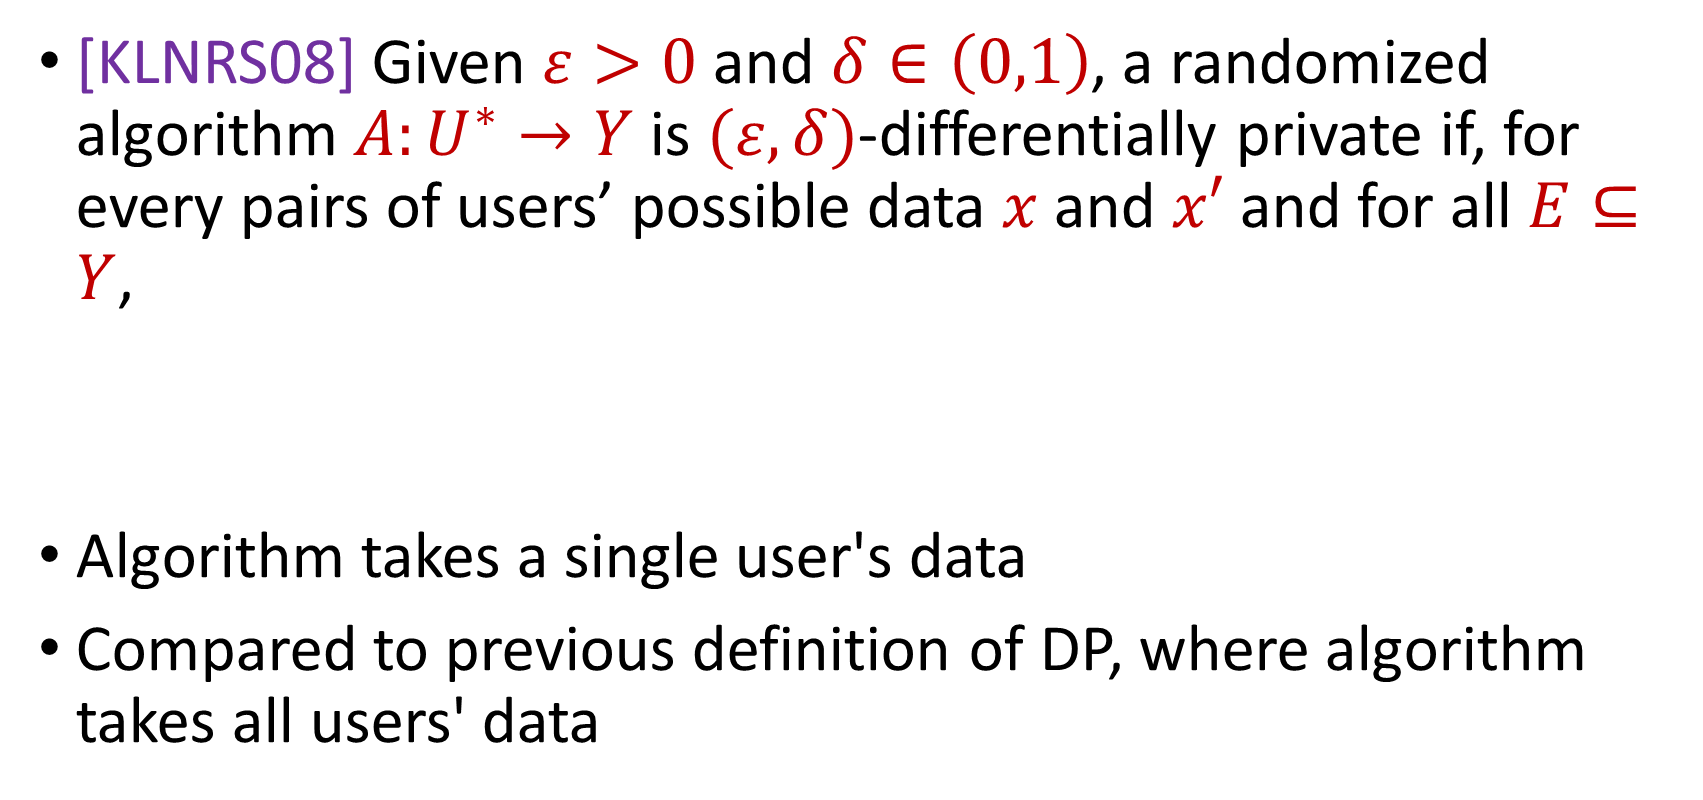 • [KLNRS08] Given ε > 0 and δ ∈ (0,1), a randomized
algorithm A: U* → Y is (ε, δ)-differentially private if, for
every pairs of users’ possible data x and x′ and for all E ⊆
Y,
• Algorithm takes a single user's data
• Compared to previous definition of DP, where algorithm
takes all users' data